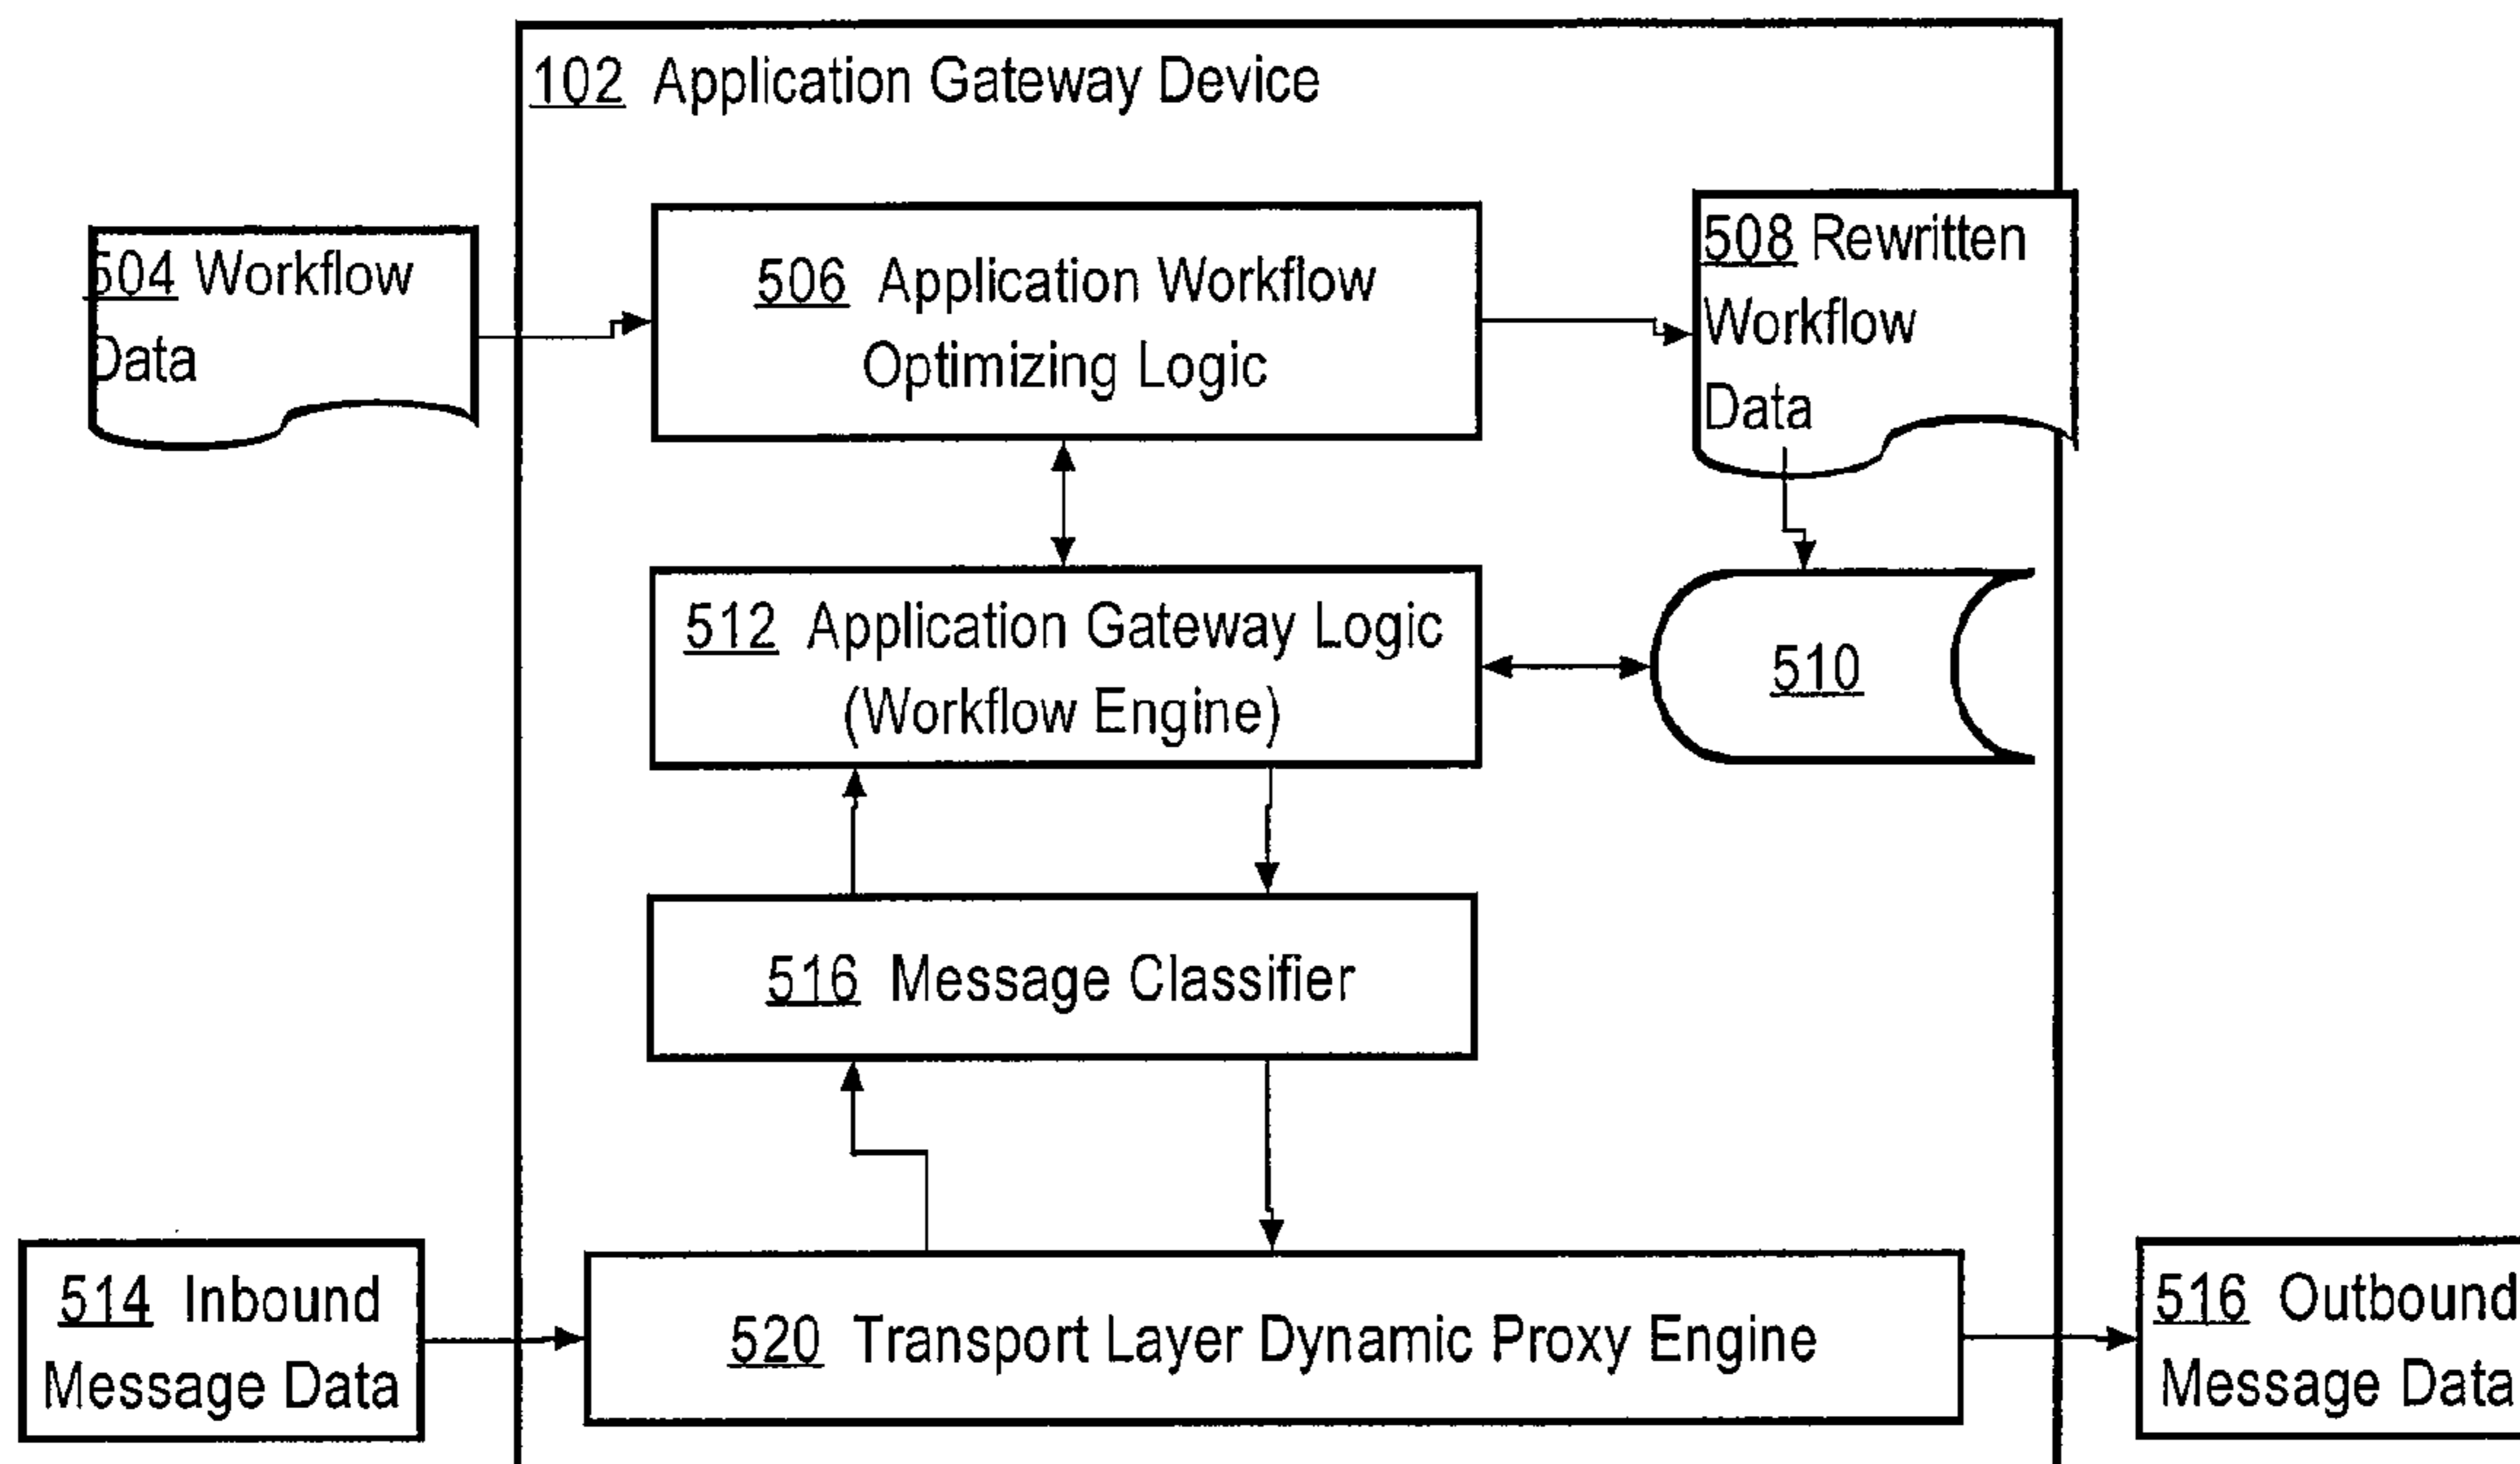 102 Application Gateway Device
504 Workflow
Data
506 Application Workflow
Optimizing Logic
508 Rewritten
Workflow
Data
512 Application Gateway Logic
(Workflow Engine)
510
516 Message Classifier
514 Inbound
Message Data
520 Transport Layer Dynamic Proxy Engine
516 Outbound
Message Data